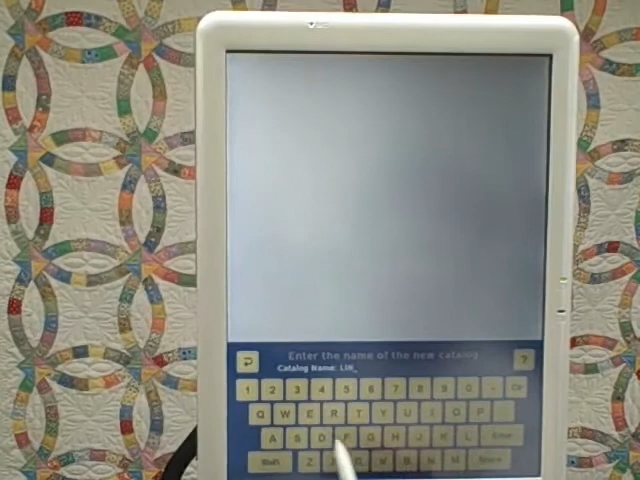 Enter the name of the new catalog
?
Catalog Name: LIN_
1 2 3 4 5 6 7 8 9 0 - Clr
Q W E R T Y U I O P
A S D F G H J K L Enter
Shift Z X B N M Space